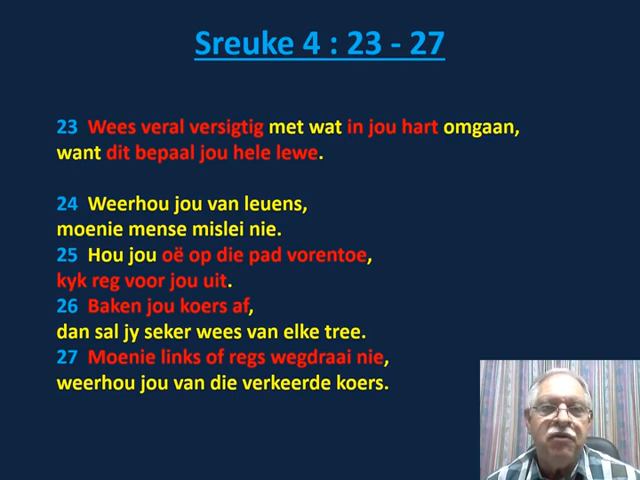 Sreuke 4 : 23 - 27
23 Wees veral versigtig met wat in jou hart omgaan,
want dit bepaal jou hele lewe.
24 Weerhou jou van leuens,
moenie mense mislei nie.
25 Hou jou oë op die pad vorentoe,
kyk reg voor jou uit.
26 Baken jou koers af,
dan sal jy seker wees van elke tree.
27 Moenie links of regs wegdraai nie,
weerhou jou van die verkeerde koers.